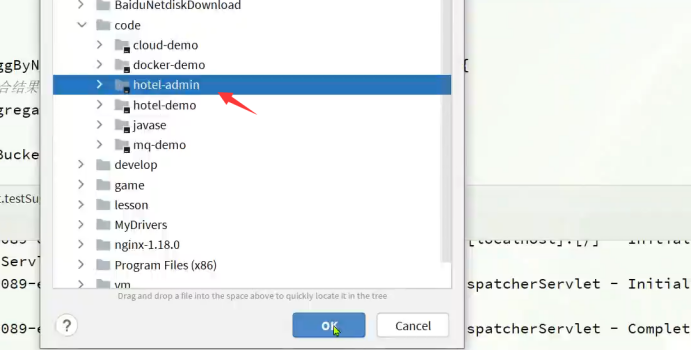 BaiduNetdiskDownload
code
cloud-demo
docker-demo
hotel-admin
hotel-demo
javase
mq-demo
develop
game
lesson
MyDrivers
nginx-1.18.0
Program Files (x86)
vm
Drag and drop a file into the space above to quickly locate it in the tree
?
OK
Cancel
ggByN
{
合结果
grega
Bucke
t.testSu
[localhost].[/] - Initial
Serv
089-e
spatcherServlet - Initial
089-e
spatcherServlet - Complet